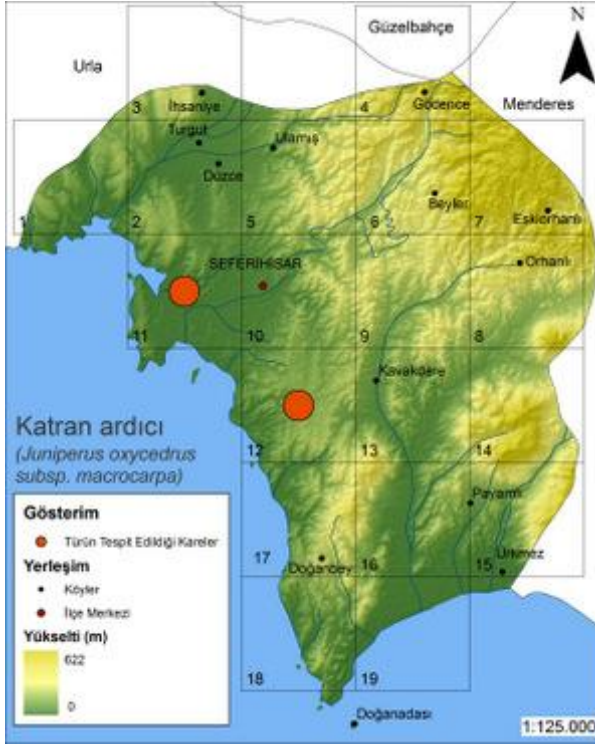 N
Güzelbahçe
Urla
Menderes
3
4
İhsaniye
Gödence
Turgut
Ulamış
Düzce
Beyler
Eskiorhanlı
1
2
5
6
7
SEFERİHİSAR
Orhanlı
11
10
9
8
Kavakdere
Katran ardıcı
(Juniperus oxycedrus
subsp. macrocarpa)
12
13
14
Payamlı
Gösterim
Türün Tespit Edildiği Kareler
Yerleşim
Köyler
İlçe Merkezi
Yükselti (m)
622
0
Doğanbey
Ürkmez
17
16
15
18
19
Doğanadası
1:125.000